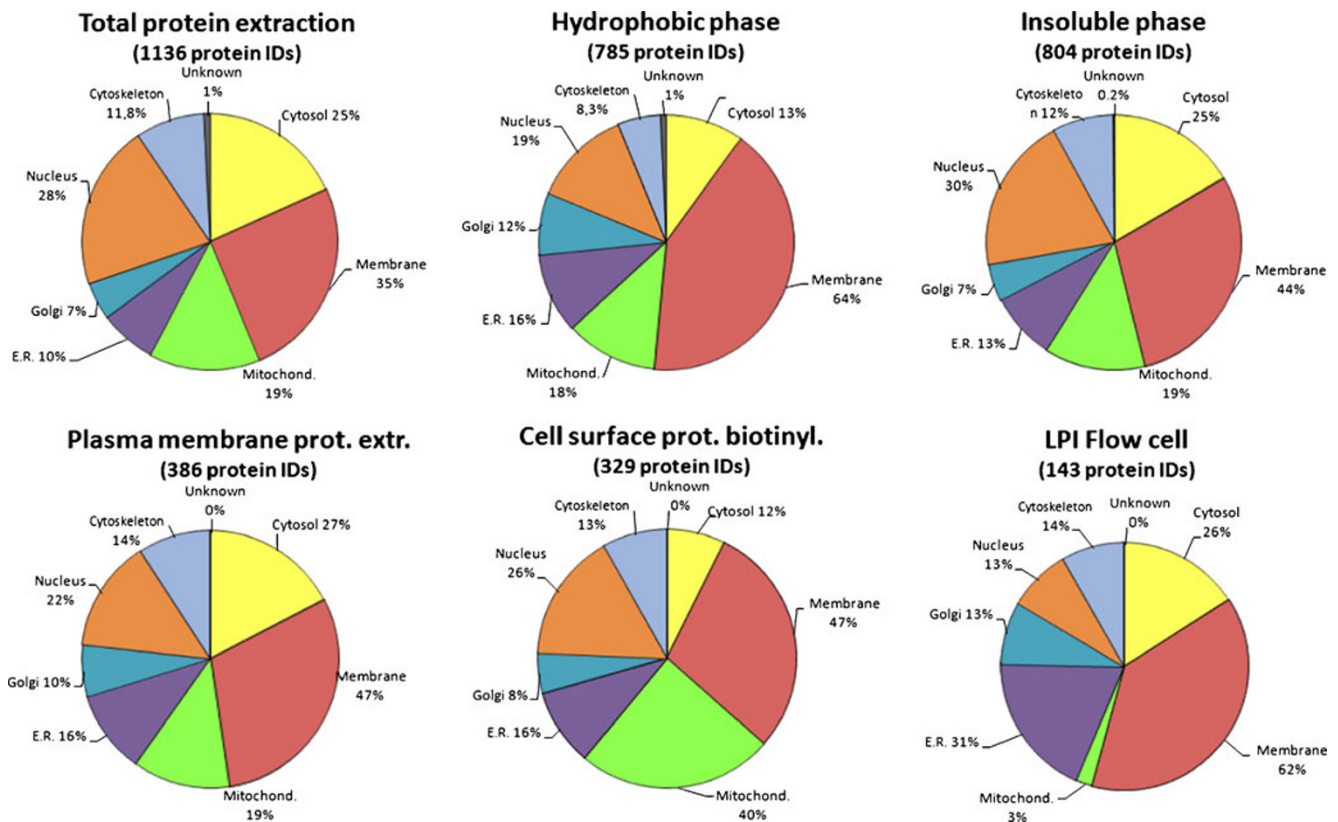 Total protein extraction
(1136 protein IDs)
Unknown
1%
Cytosol 25%
Membrane
35%
Mitochond.
19%
E.R. 10%
Golgi 7%
Nucleus
28%
Cytoskeleton
11,8%
Hydrophobic phase
(785 protein IDs)
Unknown
1%
Cytosol 13%
Membrane
64%
Mitochond.
18%
E.R. 16%
Golgi 12%
Nucleus
19%
Cytoskeleton
8,3%
Insoluble phase
(804 protein IDs)
Unknown
0.2%
Cytosol
25%
Membrane
44%
Mitochond.
19%
E.R. 13%
Golgi 7%
Nucleus
30%
Cytoskeleto
n 12%
Plasma membrane prot. extr.
(386 protein IDs)
Unknown
0%
Cytosol 27%
Membrane
47%
Mitochond.
19%
E.R. 16%
Golgi 10%
Nucleus
22%
Cytoskeleton
14%
Cell surface prot. biotinyl.
(329 protein IDs)
Unknown
0%
Cytosol 12%
Membrane
47%
Mitochond.
40%
E.R. 16%
Golgi 8%
Nucleus
26%
Cytoskeleton
13%
LPI Flow cell
(143 protein IDs)
Unknown
0%
Cytosol
26%
Membrane
62%
Mitochond.
3%
E.R. 31%
Golgi 13%
Nucleus
13%
Cytoskeleton
14%